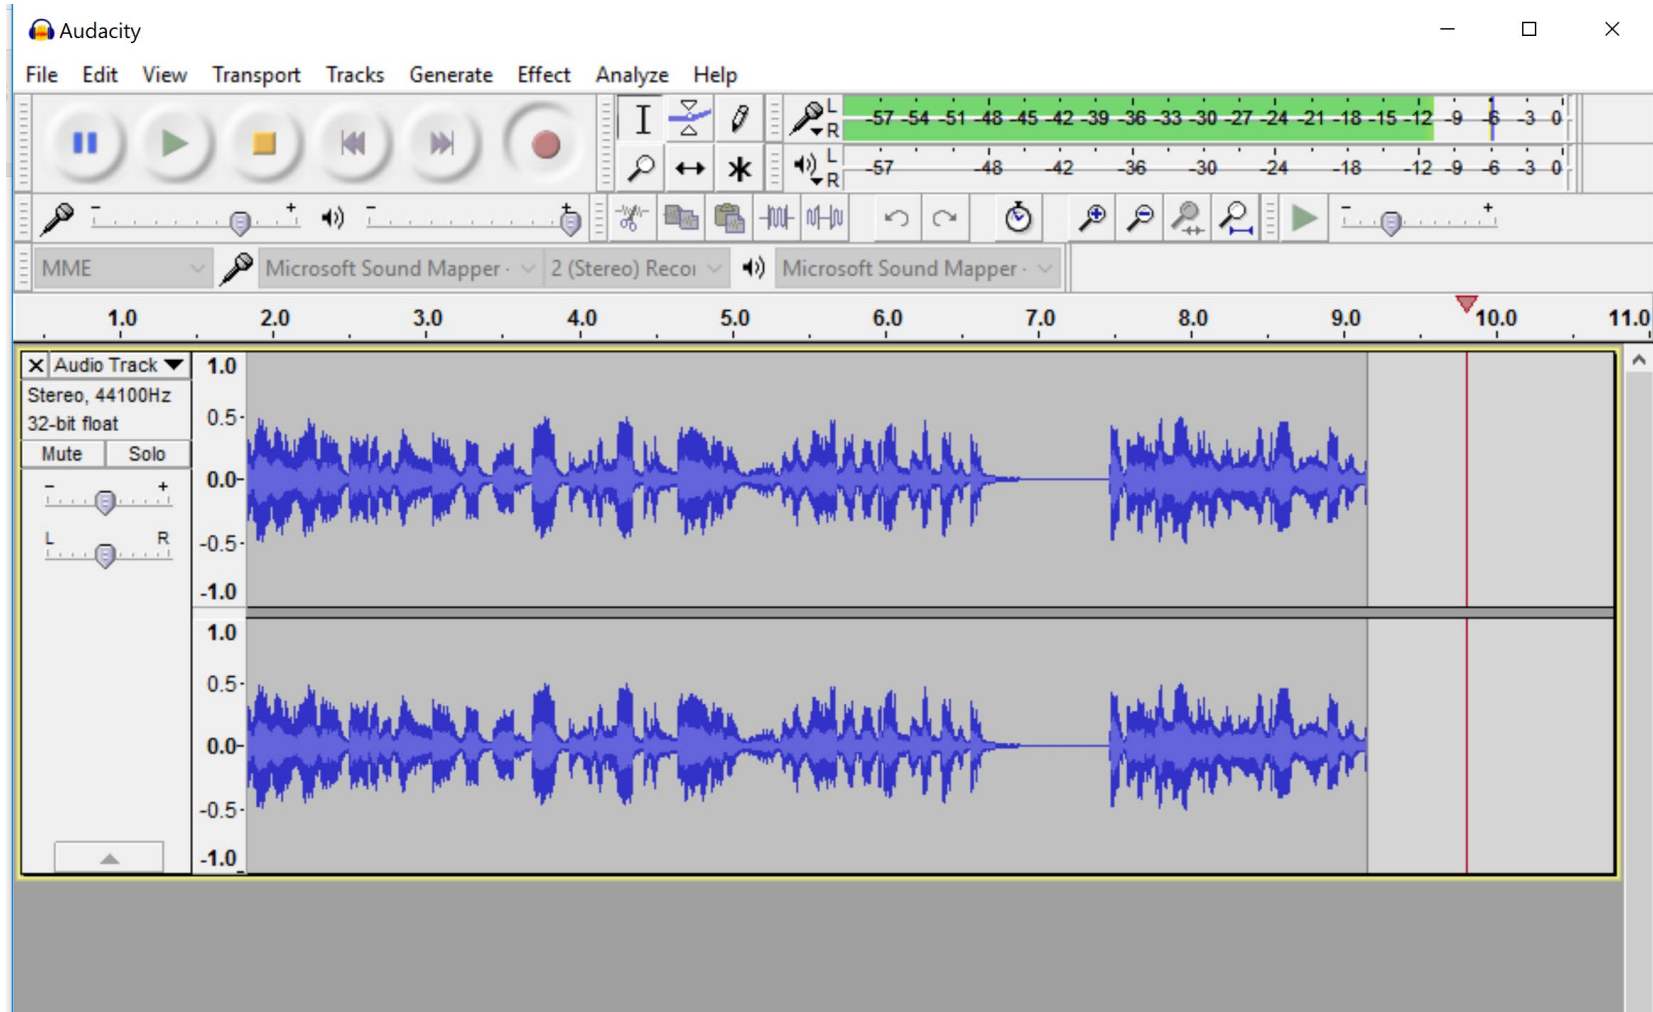 Audacity
File Edit View Transport Tracks Generate Effect Analyze Help
L
R
-57 -54 -51 -48 -45 -42 -39 -36 -33 -30 -27 -24 -21 -18 -15 -12 -9 -6 -3 0
L
R
-57 -48 -42 -36 -30 -24 -18 -12 -9 -6 -3 0
- + - + - +
MME Microsoft Sound Mapper · 2 (Stereo) Recor Microsoft Sound Mapper ·
1.0 2.0 3.0 4.0 5.0 6.0 7.0 8.0 9.0 10.0 11.0
X Audio Track
Stereo, 44100Hz
32-bit float
Mute Solo
- +
L R
1.0
0.5-
0.0-
-0.5-
-1.0
1.0
0.5-
0.0-
-0.5-
-1.0